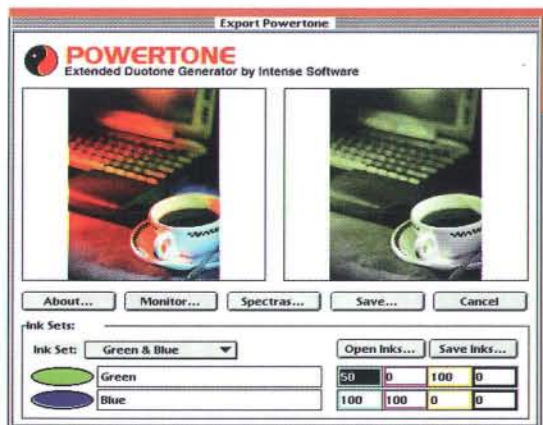 Export Powertone
POWERTONE
Extended Duotone Generator by Intense Software
About... Monitor... Spectras... Save... Cancel
Ink Sets:
Ink Set: Green & Blue Open Inks... Save Inks...
Green 50 0 100 0
Blue 100 100 0 0